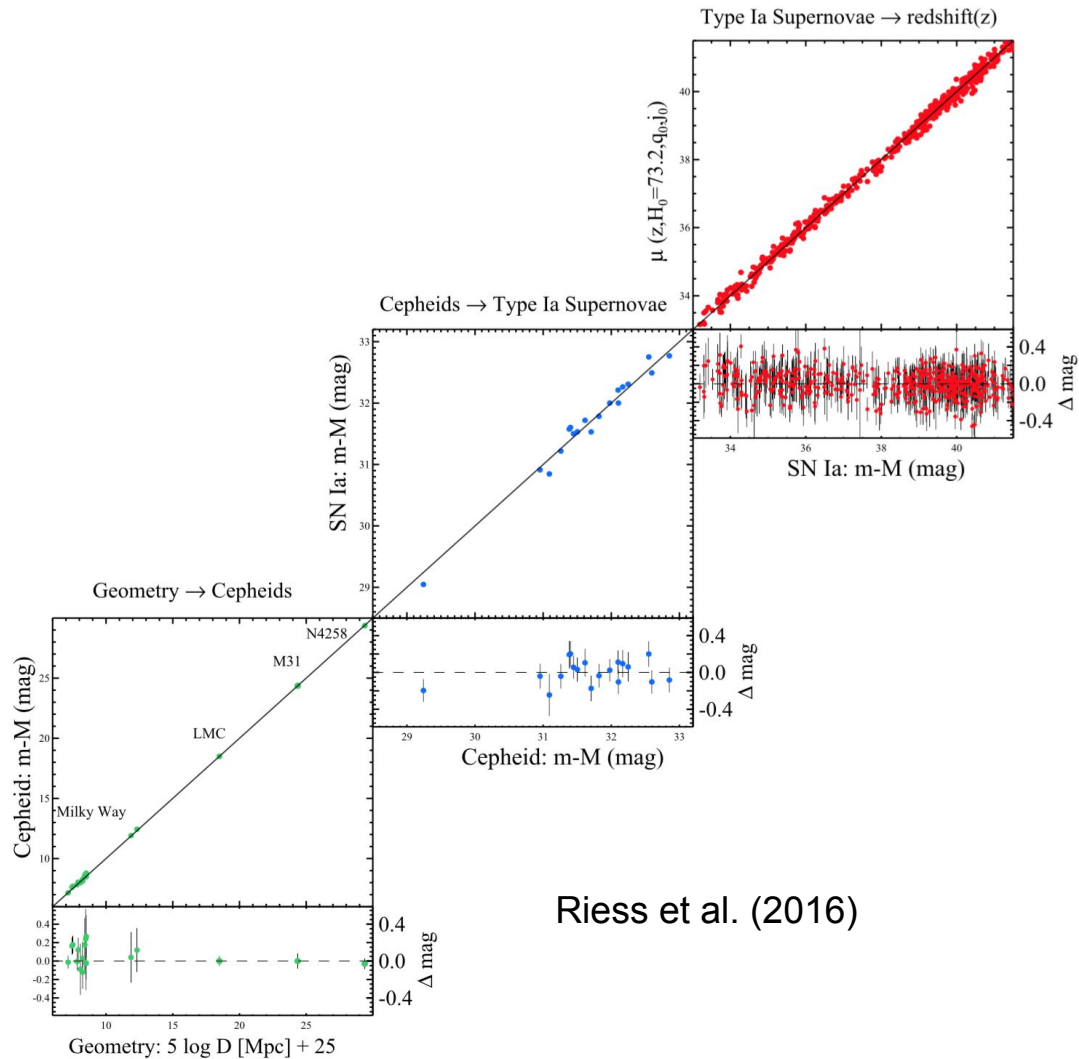 Type Ia Supernovae → redshift(z)
40
38
36
34
μ (z,H₀=73.2,q₀,j₀)
Cepheids → Type Ia Supernovae
0.4
0.0
-0.4
Δ mag
34 36 38 40
SN Ia: m-M (mag)
33
32
31
30
29
SN Ia: m-M (mag)
Geometry → Cepheids
0.4
0.0
-0.4
Δ mag
29 30 31 32 33
Cepheid: m-M (mag)
N4258
M31
LMC
Milky Way
25
20
15
10
Cepheid: m-M (mag)
Riess et al. (2016)
0.4
0.2
0.0
-0.2
-0.4
0.4
0.0
-0.4
Δ mag
10 15 20 25
Geometry: 5 log D [Mpc] + 25